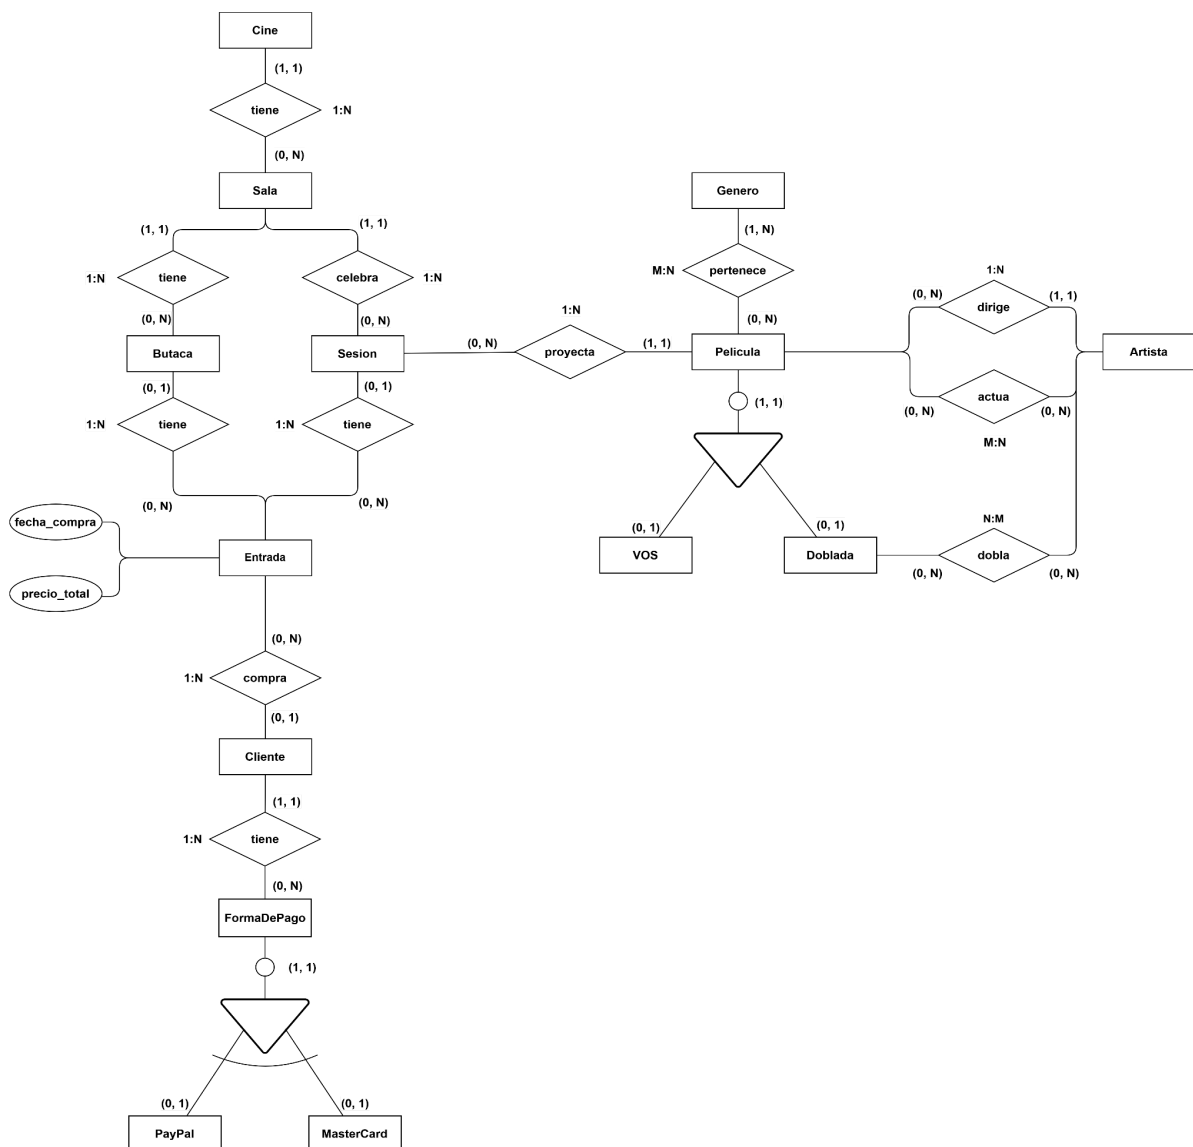 Cine
(1, 1)
tiene 1:N
(0, N)
Sala
Genero
(1, 1) (1, 1)
(1, N)
1:N tiene celebra 1:N
M:N pertenece
1:N
(0, N) (1, 1)
dirige
(0, N) (0, N)
1:N
(0, N)
Butaca Sesion (0, N) proyecta (1, 1) Pelicula Artista
(0, 1) (0, 1)
(1, 1)
actua
(0, N) (0, N)
1:N tiene 1:N tiene
M:N
(0, N) (0, N)
fecha_compra
N:M
(0, 1) (0, 1)
Entrada
VOS Doblada dobla
(0, N) (0, N)
precio_total
(0, N)
1:N compra
(0, 1)
Cliente
(1, 1)
1:N tiene
(0, N)
FormaDePago
(1, 1)
(0, 1) (0, 1)
PayPal MasterCard